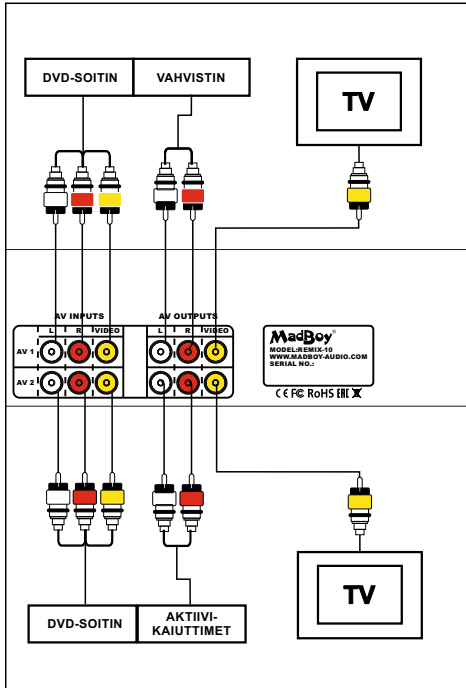 DVD-SOITIN VAHVISTIN
TV
AV INPUTS AV OUTPUTS
L R VIDEO L R VIDEO
AV 1
AV 2
MadBoy®
MODEL:REMIX-10
WWW.MADBOY-AUDIO.COM
SERIAL NO.:
CE FC RoHS EAC
DVD-SOITIN
AKTIIVI-
KAIUTTIMET
TV